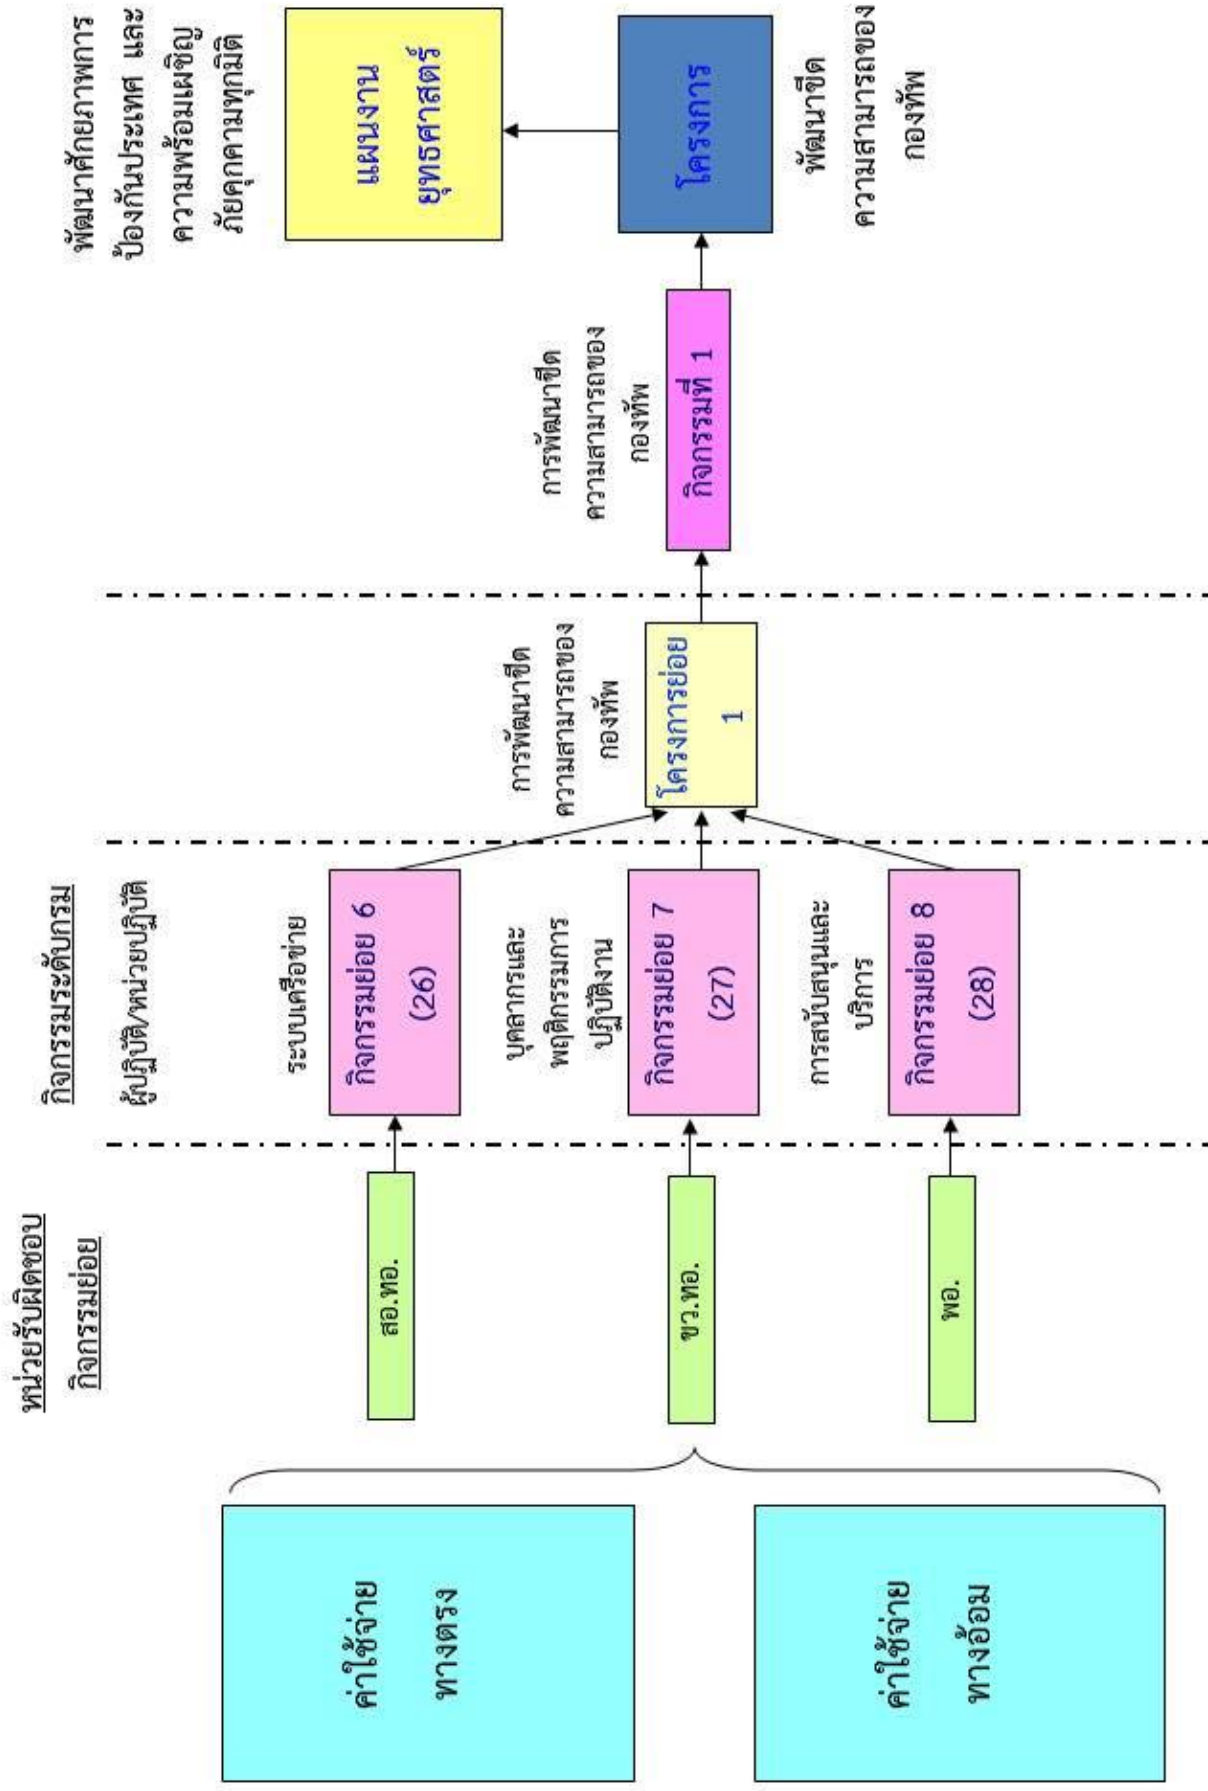 หน่วยรับผิดชอบ
กิจกรรมย่อย
กิจกรรมระดับกรม
ผู้ปฏิบัติ/หน่วยปฏิบัติ
พัฒนาศักยภาพการ
ป้องกันประเทศ และ
ความพร้อมเผชิญ
ภัยคุกคามทุกมิติ
ค่าใช้จ่าย
ทางตรง
ค่าใช้จ่าย
ทางอ้อม
สอ.ทอ.
ขว.ทอ.
พอ.
ระบบเครือข่าย
กิจกรรมย่อย 6
(26)
บุคลากรและ
พฤติกรรมการ
ปฏิบัติงาน
กิจกรรมย่อย 7
(27)
การสนับสนุนและ
บริการ
กิจกรรมย่อย 8
(28)
การพัฒนาขีด
ความสามารถของ
กองทัพ
โครงการย่อย
1
การพัฒนาขีด
ความสามารถของ
กองทัพ
กิจกรรมที่ 1
แผนงาน
ยุทธศาสตร์
โครงการ
พัฒนาขีด
ความสามารถของ
กองทัพ